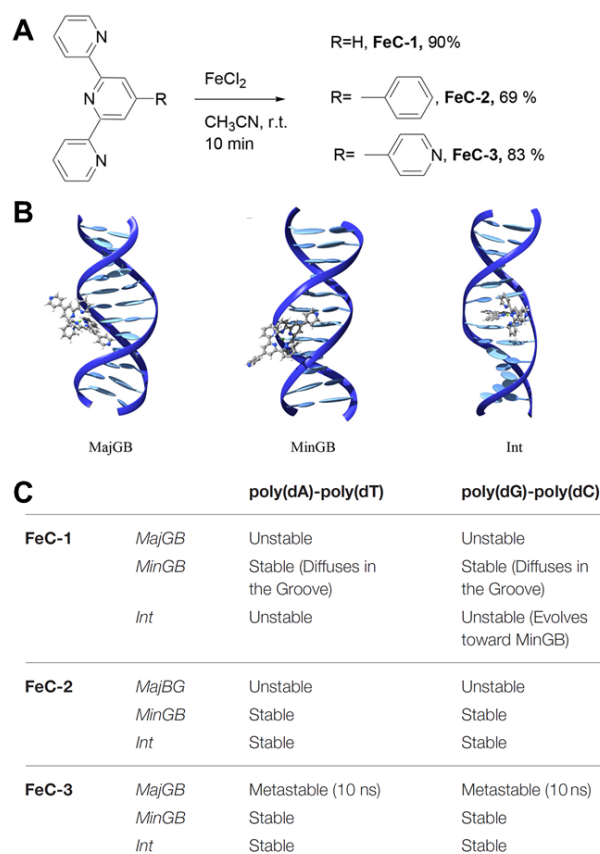 A
N
N
N
R
FeCl2
CH3CN, r.t.
10 min
R=H, FeC-1, 90%
R= , FeC-2, 69 %
R= N, FeC-3, 83 %
B
MajGB
MinGB
Int
C
poly(dA)-poly(dT) poly(dG)-poly(dC)
FeC-1 MajGB Unstable Unstable
MinGB Stable (Diffuses in Stable (Diffuses in
the Groove) the Groove)
Int Unstable Unstable (Evolves
toward MinGB)
FeC-2 MajBG Unstable Unstable
MinGB Stable Stable
Int Stable Stable
FeC-3 MajGB Metastable (10 ns) Metastable (10 ns)
MinGB Stable Stable
Int Stable Stable